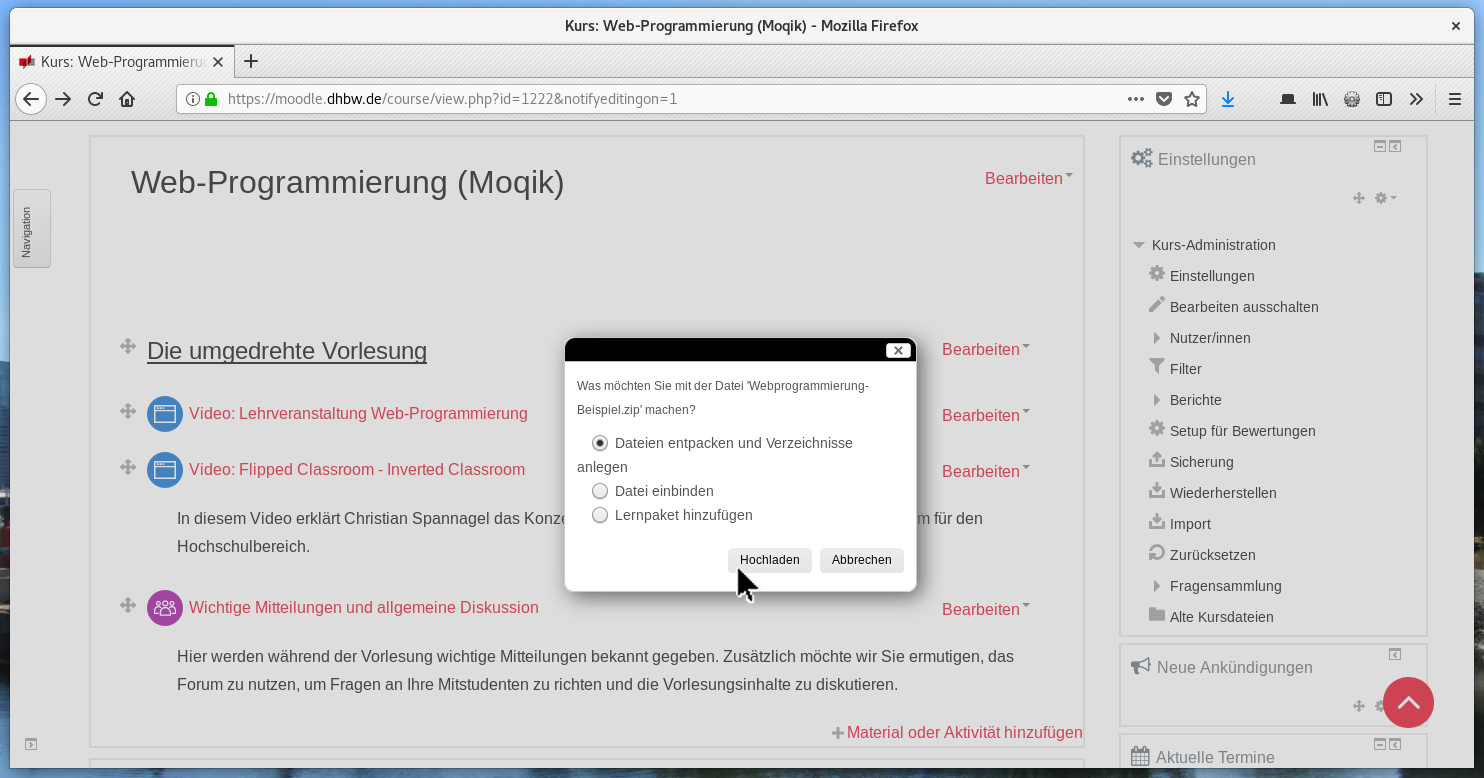 Kurs: Web-Programmierung (Moqik) - Mozilla Firefox
Kurs: Web-Programmierun
https://moodle.dhbw.de/course/view.php?id=1222&notifyeditingon=1
Navigation
Web-Programmierung (Moqik)
Bearbeiten
Die umgedrehte Vorlesung
Bearbeiten
Video: Lehrveranstaltung Web-Programmierung
Bearbeiten
Video: Flipped Classroom - Inverted Classroom
Bearbeiten
In diesem Video erklärt Christian Spannagel das Konze
m für den
Hochschulbereich.
Wichtige Mitteilungen und allgemeine Diskussion
Bearbeiten
Hier werden während der Vorlesung wichtige Mitteilungen bekannt gegeben. Zusätzlich möchte wir Sie ermutigen, das
Forum zu nutzen, um Fragen an Ihre Mitstudenten zu richten und die Vorlesungsinhalte zu diskutieren.
Material oder Aktivität hinzufügen
Was möchten Sie mit der Datei 'Webprogrammierung-
Beispiel.zip' machen?
Dateien entpacken und Verzeichnisse
anlegen
Datei einbinden
Lernpaket hinzufügen
Hochladen
Abbrechen
Einstellungen
Kurs-Administration
Einstellungen
Bearbeiten ausschalten
Nutzer/innen
Filter
Berichte
Setup für Bewertungen
Sicherung
Wiederherstellen
Import
Zurücksetzen
Fragensammlung
Alte Kursdateien
Neue Ankündigungen
Aktuelle Termine